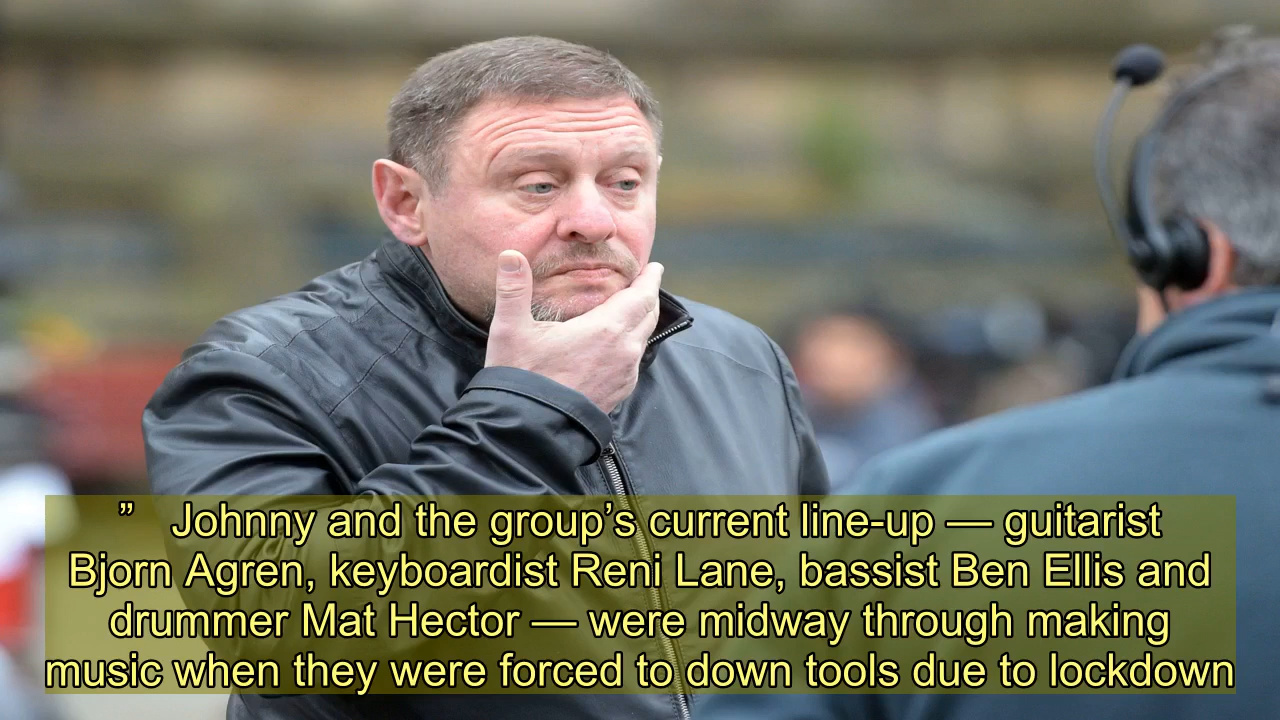 ” Johnny and the group’s current line-up — guitarist
Bjorn Agren, keyboardist Reni Lane, bassist Ben Ellis and
drummer Mat Hector — were midway through making
music when they were forced to down tools due to lockdown